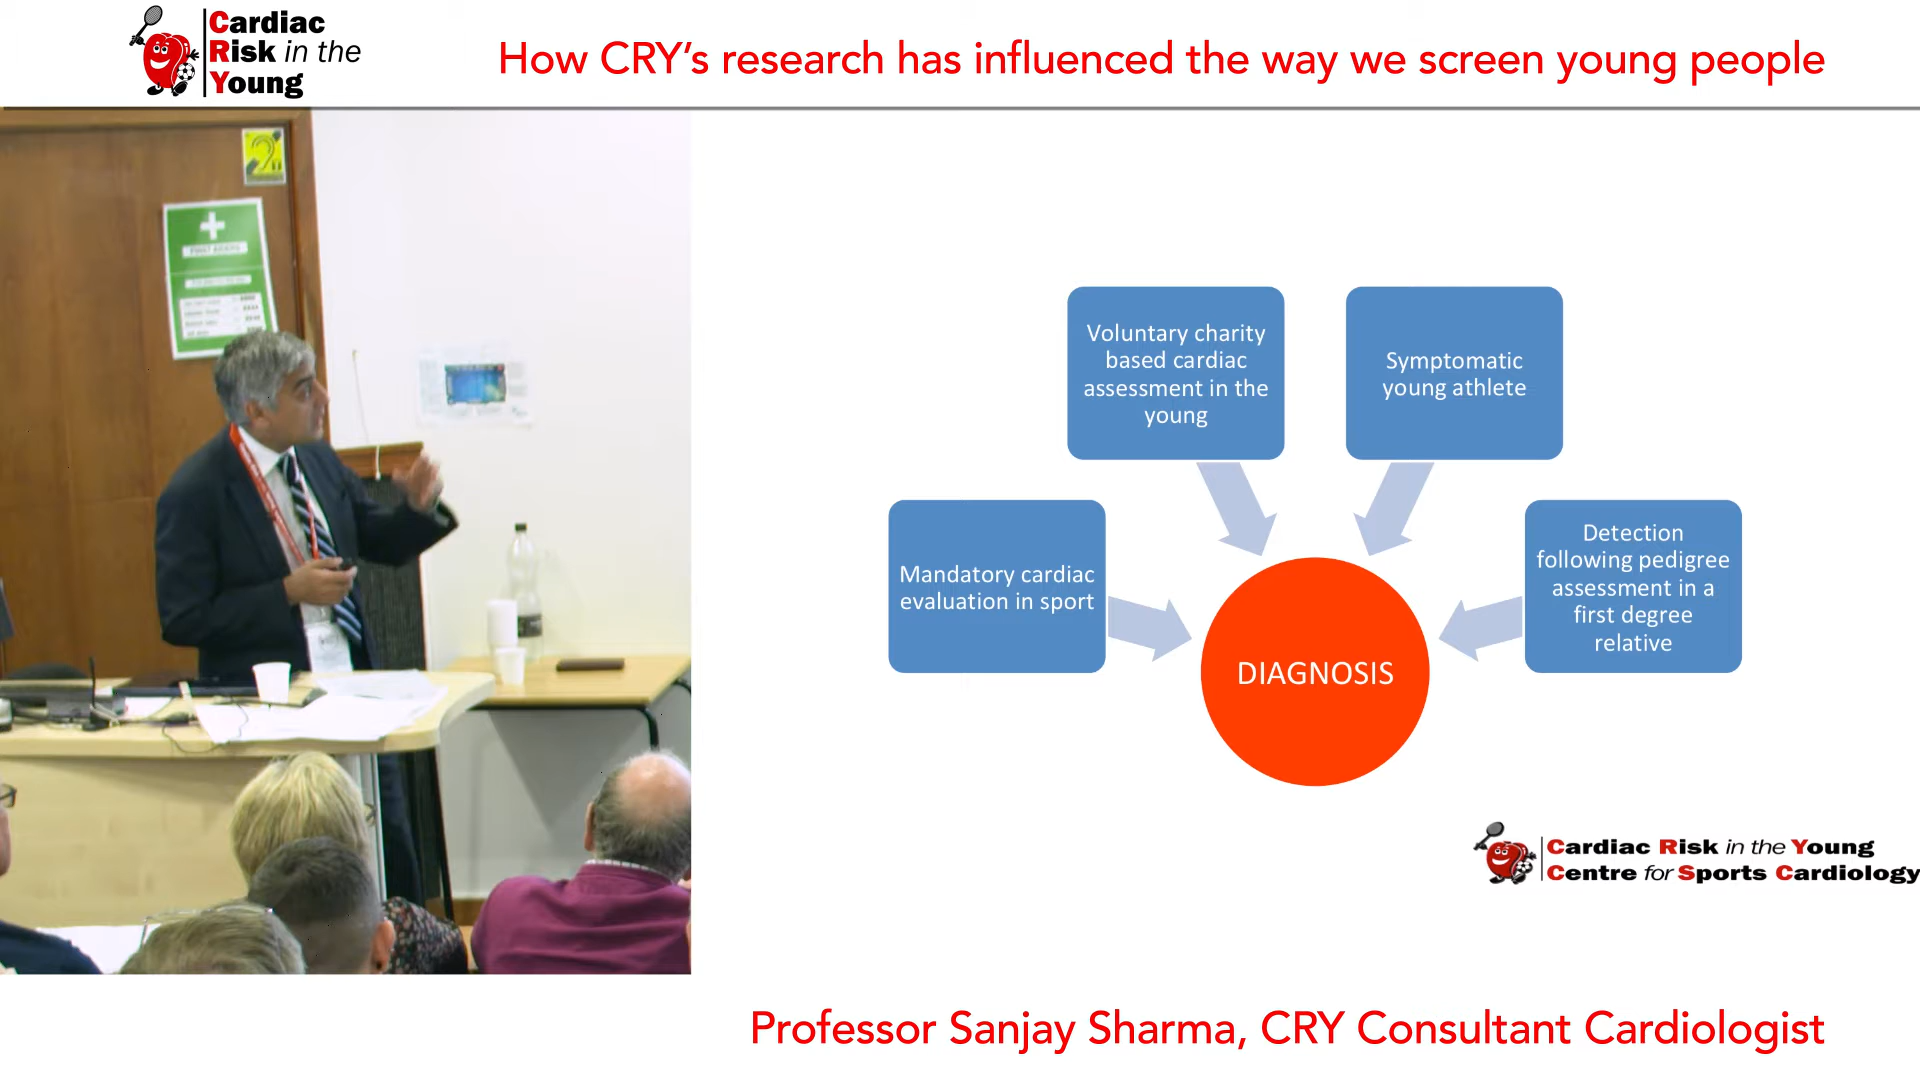 Cardiac
Risk in the
Young
How CRY's research has influenced the way we screen young people
Voluntary charity
based cardiac
assessment in the
young
Symptomatic
young athlete
Mandatory cardiac
evaluation in sport
Detection
following pedigree
assessment in a
first degree
relative
DIAGNOSIS
Cardiac Risk in the Young
Centre for Sports Cardiology
Professor Sanjay Sharma, CRY Consultant Cardiologist